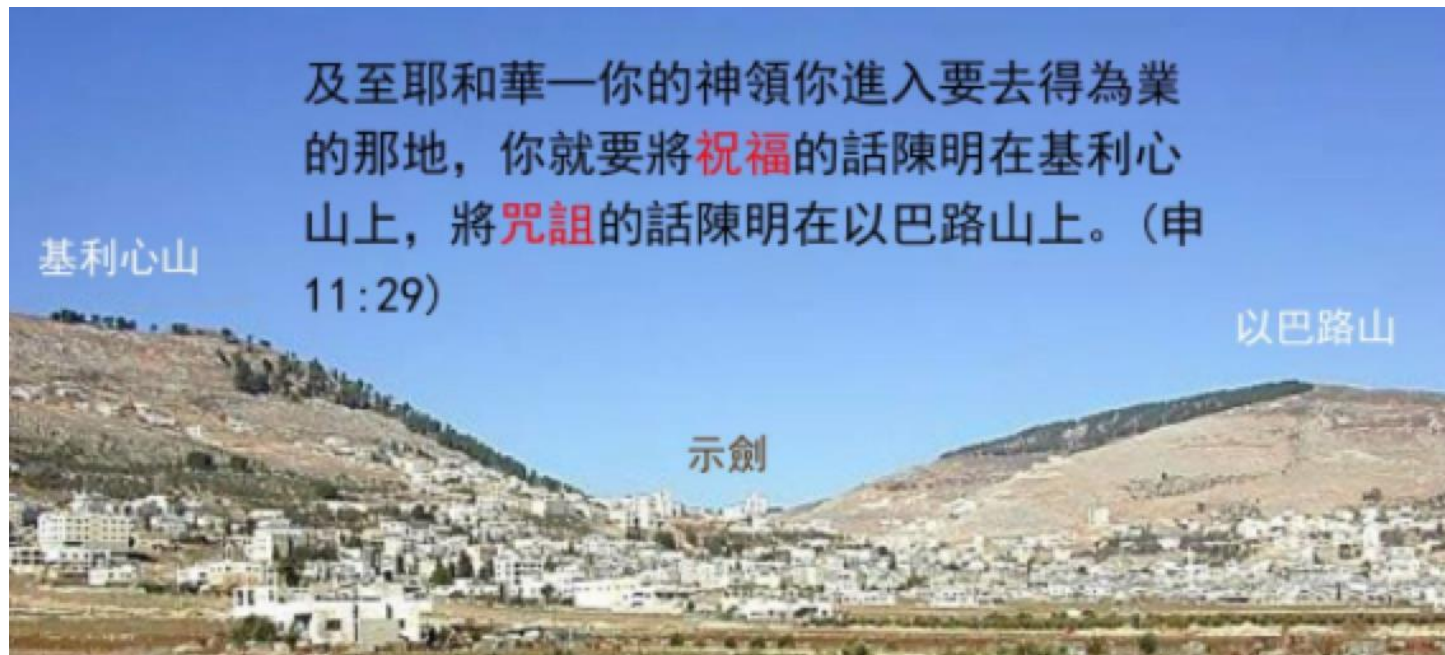 及至耶和華—你的神領你進入要去得為業
的那地，你就要將祝福的話陳明在基利心
山上，將咒詛的話陳明在以巴路山上。(申
11:29)
基利心山
以巴路山
示劍